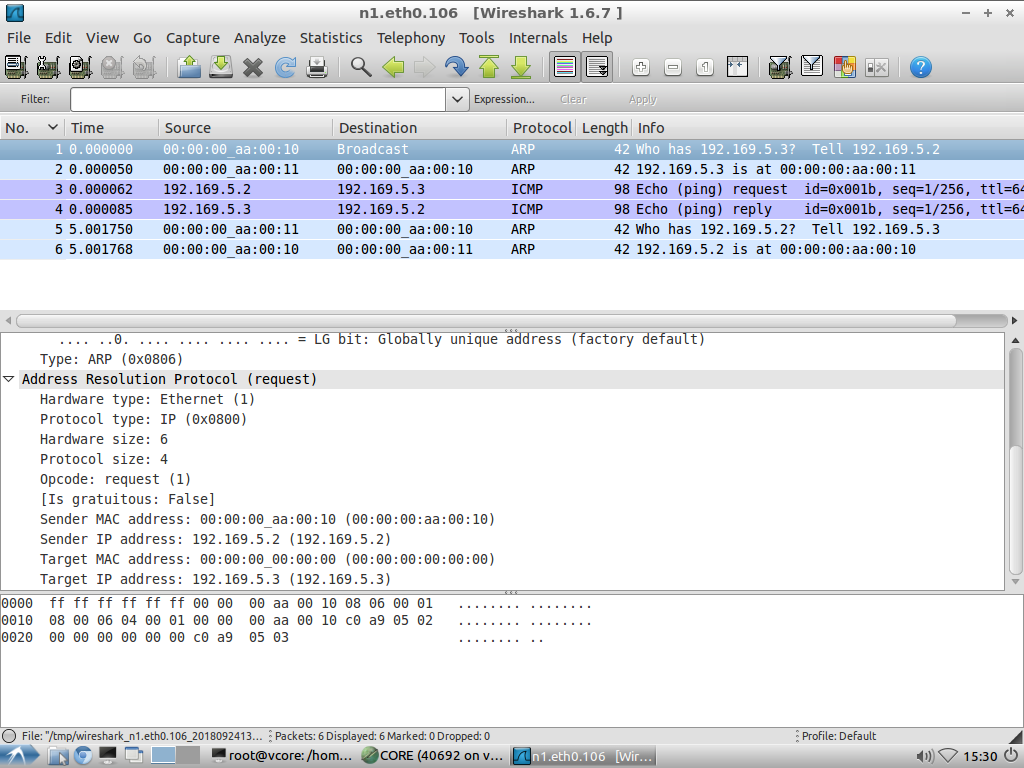 n1.eth0.106 [Wireshark 1.6.7 ]
File Edit View Go Capture Analyze Statistics Telephony Tools Internals Help
Filter: Expression... Clear Apply
No. Time Source Destination Protocol Length Info
1 0.000000 00:00:00_aa:00:10 Broadcast ARP 42 Who has 192.169.5.3? Tell 192.169.5.2
2 0.000050 00:00:00_aa:00:11 00:00:00_aa:00:10 ARP 42 192.169.5.3 is at 00:00:00:aa:00:11
3 0.000062 192.169.5.2 192.169.5.3 ICMP 98 Echo (ping) request id=0x001b, seq=1/256, ttl=64
4 0.000085 192.169.5.3 192.169.5.2 ICMP 98 Echo (ping) reply id=0x001b, seq=1/256, ttl=64
5 5.001750 00:00:00_aa:00:11 00:00:00_aa:00:10 ARP 42 Who has 192.169.5.2? Tell 192.169.5.3
6 5.001768 00:00:00_aa:00:10 00:00:00_aa:00:11 ARP 42 192.169.5.2 is at 00:00:00:aa:00:10
.... ..0. .... .... .... .... = LG bit: Globally unique address (factory default)
Type: ARP (0x0806)
Address Resolution Protocol (request)
Hardware type: Ethernet (1)
Protocol type: IP (0x0800)
Hardware size: 6
Protocol size: 4
Opcode: request (1)
[Is gratuitous: False]
Sender MAC address: 00:00:00_aa:00:10 (00:00:00:aa:00:10)
Sender IP address: 192.169.5.2 (192.169.5.2)
Target MAC address: 00:00:00_00:00:00 (00:00:00:00:00:00)
Target IP address: 192.169.5.3 (192.169.5.3)
0000 ff ff ff ff ff ff 00 00 00 aa 00 10 08 06 00 01 ........ ........
0010 08 00 06 04 00 01 00 00 00 aa 00 10 c0 a9 05 02 ........ ........
0020 00 00 00 00 00 00 c0 a9 05 03 ........ ..
File: "/tmp/wireshark_n1.eth0.106_2018092413... Packets: 6 Displayed: 6 Marked: 0 Dropped: 0 Profile: Default
root@vcore: /hom... CORE (40692 on v... n1.eth0.106 [Wir... 15:30